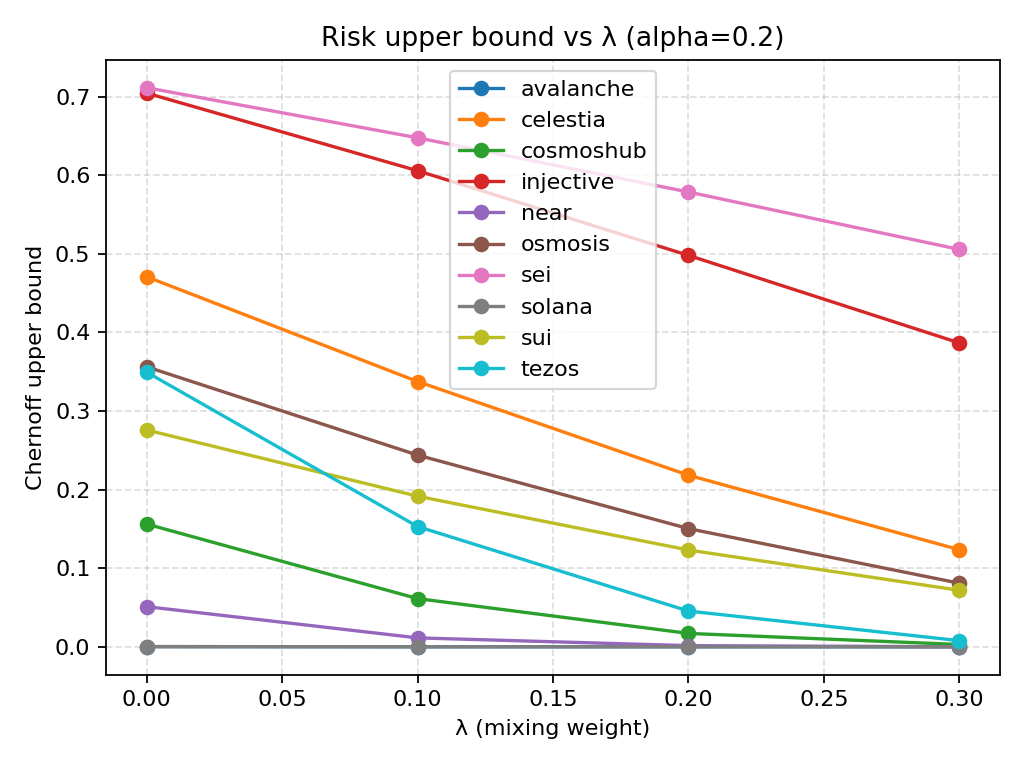 Risk upper bound vs λ (alpha=0.2)
avalanche
celestia
cosmoshub
injective
near
osmosis
sei
solana
sui
tezos
0.7
0.6
0.5
0.4
0.3
0.2
0.1
0.0
Chernoff upper bound
0.00 0.05 0.10 0.15 0.20 0.25 0.30
λ (mixing weight)